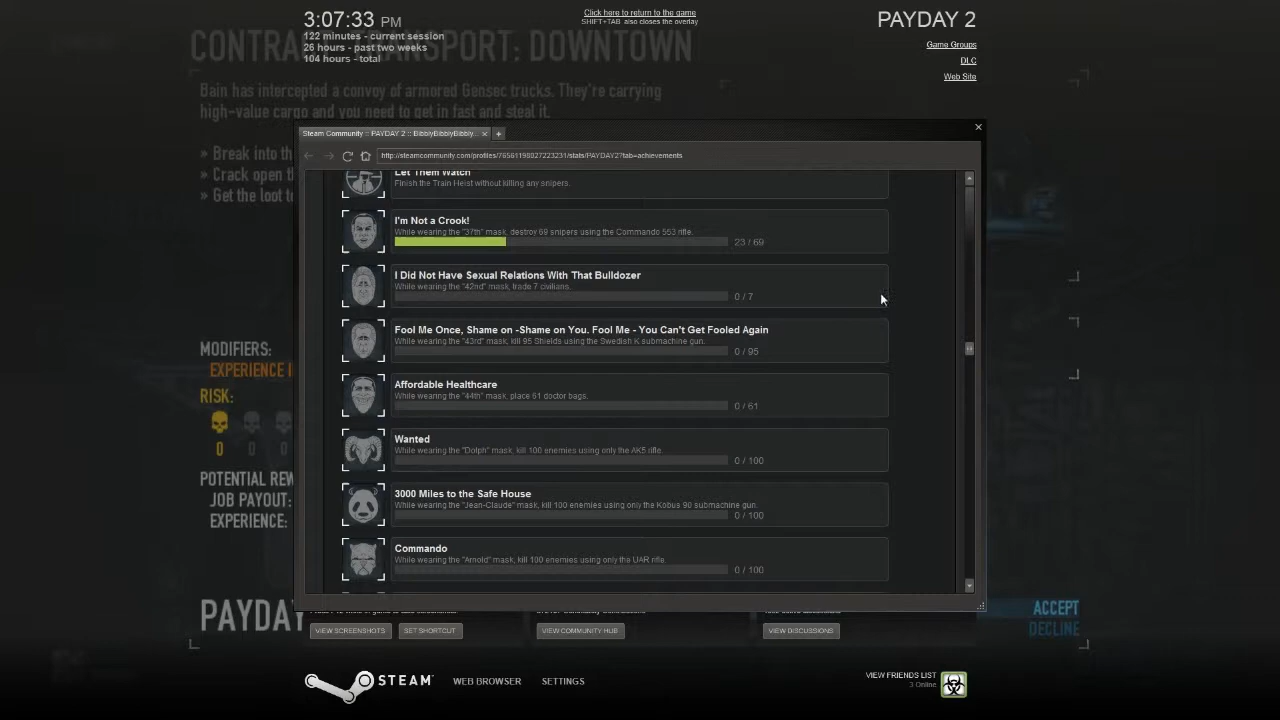 3:07:33 PM
122 minutes - current session
26 hours - past two weeks
104 hours - total
Click here to return to the game
SHIFT+TAB also closes the overlay
PAYDAY 2
Game Groups
DLC
Web Site
TRANSPORT: DOWNTOWN
Bain has intercepted a convoy of armored Gensec trucks. They're carrying
high-value cargo and you need to get in fast and steal it.
» Break into th
» Crack open th
» Get the loot to
Steam Community :: PAYDAY 2 :: BibblyBibblyBibbly...
http://steamcommunity.com/profiles/76561198027223231/stats/PAYDAY2?tab=achievements
Let Them Watch
Finish the Train Heist without killing any snipers.
I'm Not a Crook!
While wearing the "37th" mask, destroy 69 snipers using the Commando 553 rifle.
23 / 69
I Did Not Have Sexual Relations With That Bulldozer
While wearing the "42nd" mask, trade 7 civilians.
0 / 7
Fool Me Once, Shame on -Shame on You. Fool Me - You Can't Get Fooled Again
While wearing the "43rd" mask, kill 95 Shields using the Swedish K submachine gun.
0 / 95
Affordable Healthcare
While wearing the "44th" mask, place 61 doctor bags.
0 / 61
Wanted
While wearing the "Dolph" mask, kill 100 enemies using only the AK5 rifle.
0 / 100
3000 Miles to the Safe House
While wearing the "Jean-Claude" mask, kill 100 enemies using only the Kobus 90 submachine gun.
0 / 100
Commando
While wearing the "Arnold" mask, kill 100 enemies using only the UAR rifle.
0 / 100
MODIFIERS:
EXPERIENCE
RISK:
0 0 0
POTENTIAL REW
JOB PAYOUT:
EXPERIENCE:
PAYDAY
ACCEPT
DECLINE
VIEW SCREENSHOTS
SET SHORTCUT
VIEW COMMUNITY HUB
VIEW DISCUSSIONS
STEAM
WEB BROWSER
SETTINGS
VIEW FRIENDS LIST
3 Online